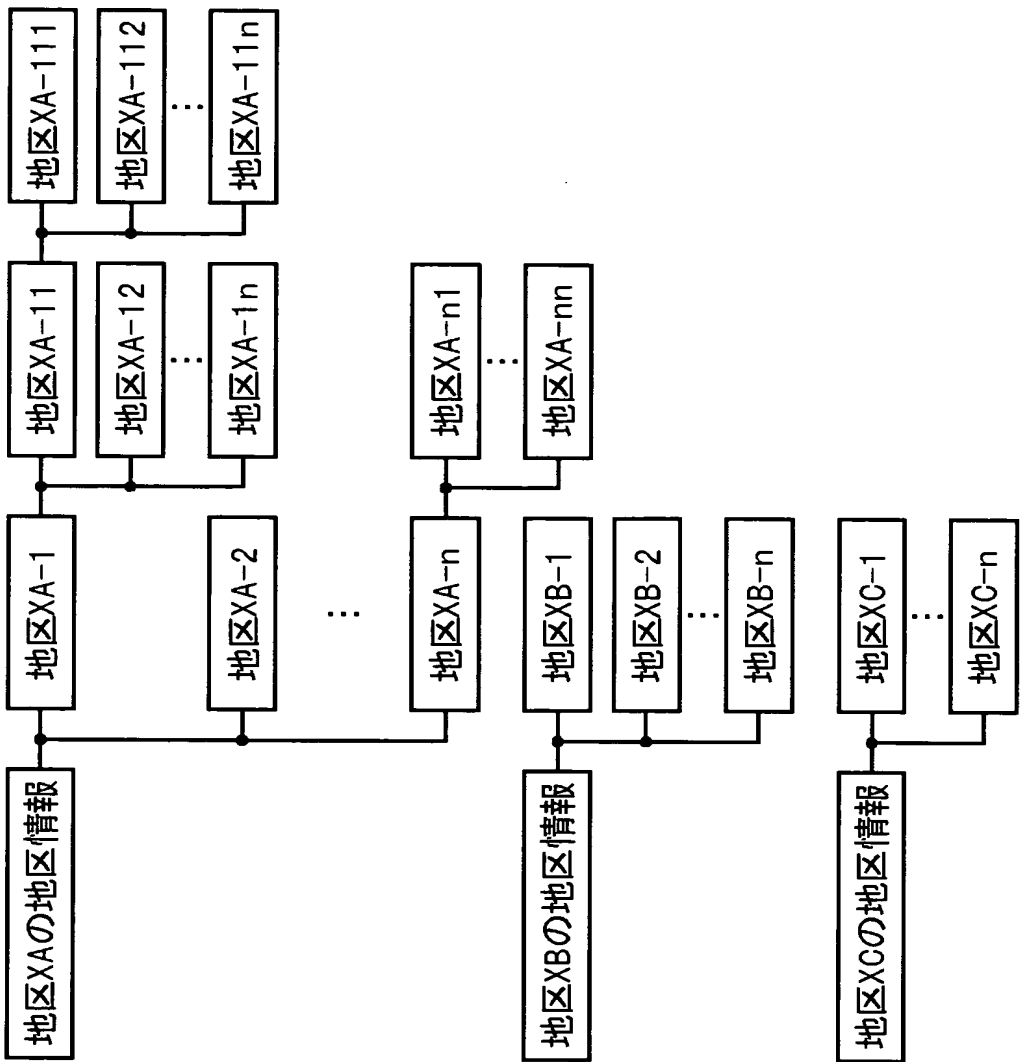 地区XAの地区情報
地区XA-1
地区XA-11
地区XA-111
地区XA-112
…
地区XA-11n
地区XA-12
…
地区XA-1n
地区XA-2
…
地区XA-n
地区XA-n1
…
地区XA-nn
地区XBの地区情報
地区XB-1
地区XB-2
…
地区XB-n
地区XCの地区情報
地区XC-1
…
地区XC-n